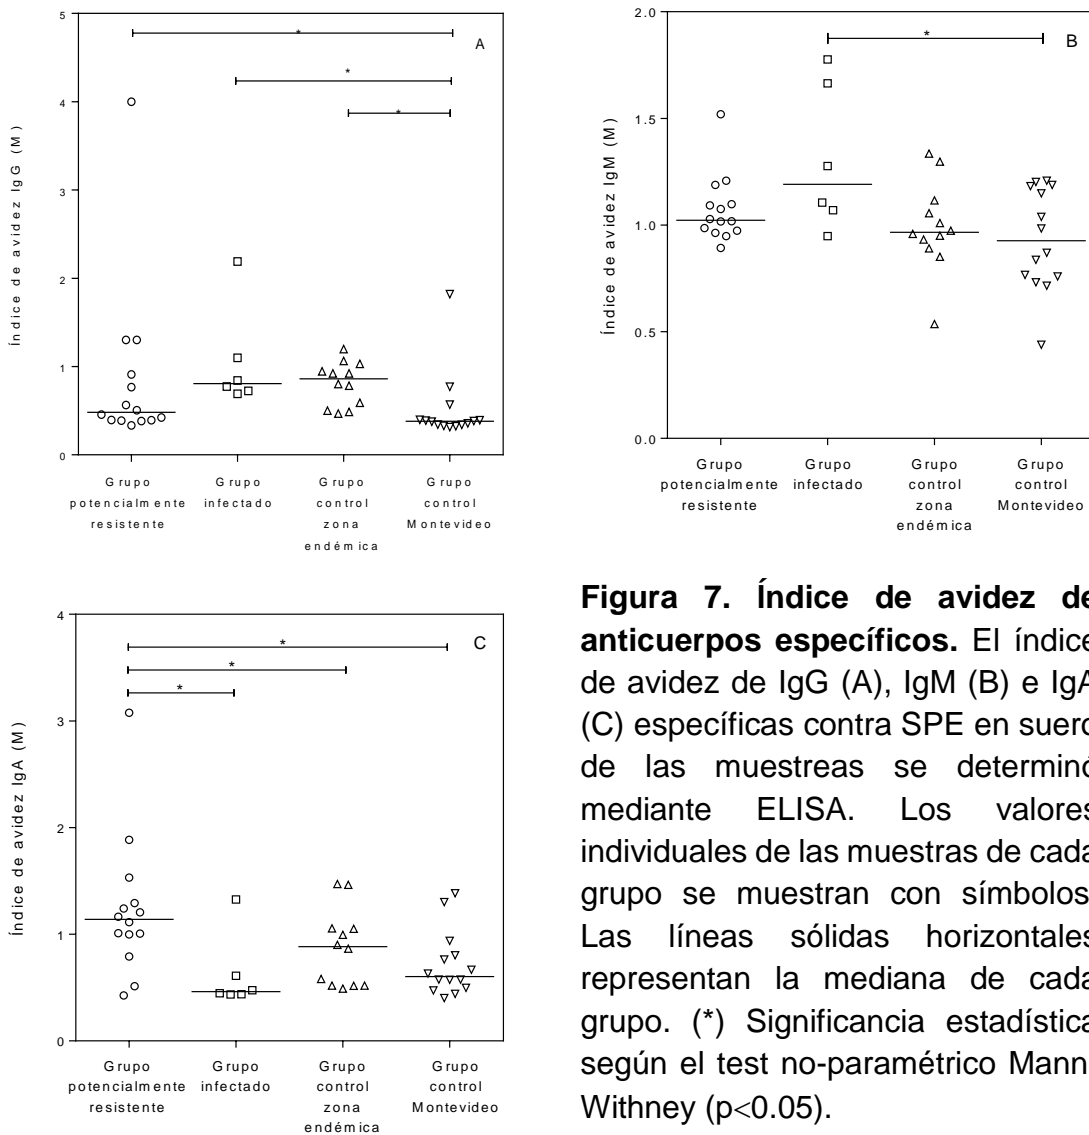 5
4
3
2
1
0
Índice de avidez IgG (M)
A
*
*
*
Grupo
potencialmente
resistente
Grupo
infectado
Grupo
control
zona
endémica
Grupo
control
Montevideo
2.0
1.5
1.0
0.5
0.0
Índice de avidez IgM (M)
B
*
Grupo
potencialmente
resistente
Grupo
infectado
Grupo
control
zona
endémica
Grupo
control
Montevideo
4
3
2
1
0
Índice de avidez IgA (M)
C
*
*
*
Grupo
potencialmente
resistente
Grupo
infectado
Grupo
control
zona
endémica
Grupo
control
Montevideo
Figura 7. Índice de avidez de
anticuerpos específicos. El índice
de avidez de IgG (A), IgM (B) e IgA
(C) específicas contra SPE en suero
de las muestreas se determinó
mediante ELISA. Los valores
individuales de las muestras de cada
grupo se muestran con símbolos.
Las líneas sólidas horizontales
representan la mediana de cada
grupo. (*) Significancia estadística
según el test no-paramétrico Mann-
Withney (p<0.05).